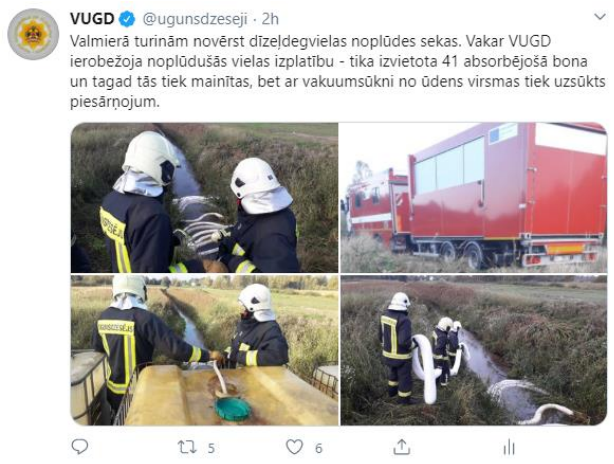 VUGD @ugunsdzeseji · 2h
Valmierā turinām novērst dīzeļdegvielas noplūdes sekas. Vakar VUGD
ierobežoja noplūdušās vielas izplatību - tika izvietota 41 absorbējošā bona
un tagad tās tiek mainītas, bet ar vakuumsūkni no ūdens virsmas tiek uzsūkts
piesārņojum.
5
6